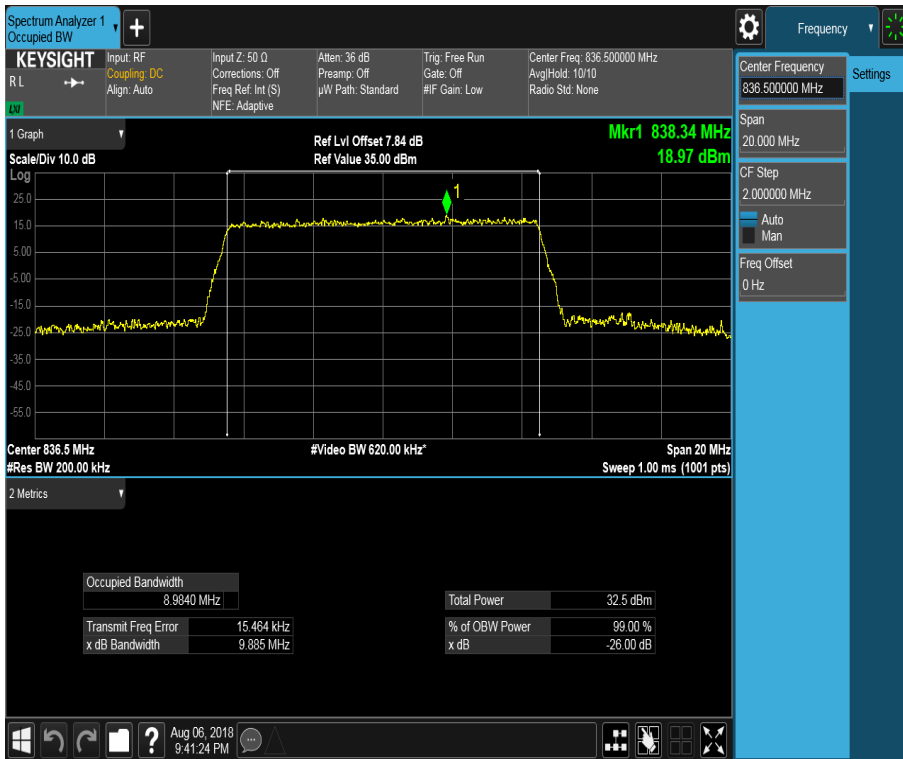 Spectrum Analyzer 1
Occupied BW
+
Frequency
KEYSIGHT
R L
LXI
Input: RF
Coupling: DC
Align: Auto
Input Z: 50 Ω
Corrections: Off
Freq Ref: Int (S)
NFE: Adaptive
Atten: 36 dB
Preamp: Off
µW Path: Standard
Trig: Free Run
Gate: Off
#IF Gain: Low
Center Freq: 836.500000 MHz
Avg|Hold: 10/10
Radio Std: None
Center Frequency
836.500000 MHz
Settings
Span
20.000 MHz
CF Step
2.000000 MHz
Auto
Man
Freq Offset
0 Hz
1 Graph
Scale/Div 10.0 dB
Ref Lvl Offset 7.84 dB
Ref Value 35.00 dBm
Mkr1 838.34 MHz
18.97 dBm
Log
25.0
15.0
5.00
-5.00
-15.0
-25.0
-35.0
-45.0
-55.0
1
Center 836.5 MHz
#Video BW 620.00 kHz*
Span 20 MHz
#Res BW 200.00 kHz
Sweep 1.00 ms (1001 pts)
2 Metrics
Occupied Bandwidth
8.9840 MHz
Total Power 32.5 dBm
Transmit Freq Error 15.464 kHz
% of OBW Power 99.00 %
x dB Bandwidth 9.885 MHz
x dB -26.00 dB
?
Aug 06, 2018
9:41:24 PM